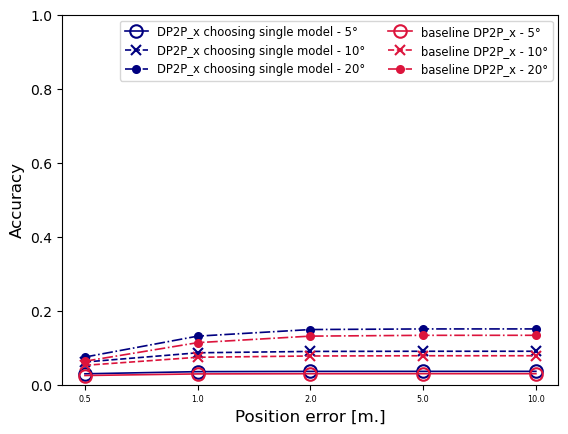 DP2P_x choosing single model - 5°
DP2P_x choosing single model - 10°
DP2P_x choosing single model - 20°
baseline DP2P_x - 5°
baseline DP2P_x - 10°
baseline DP2P_x - 20°
Accuracy
1.0
0.8
0.6
0.4
0.2
0.0
0.5
1.0
2.0
5.0
10.0
Position error [m.]